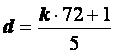 d = (k · 72 + 1) / 5